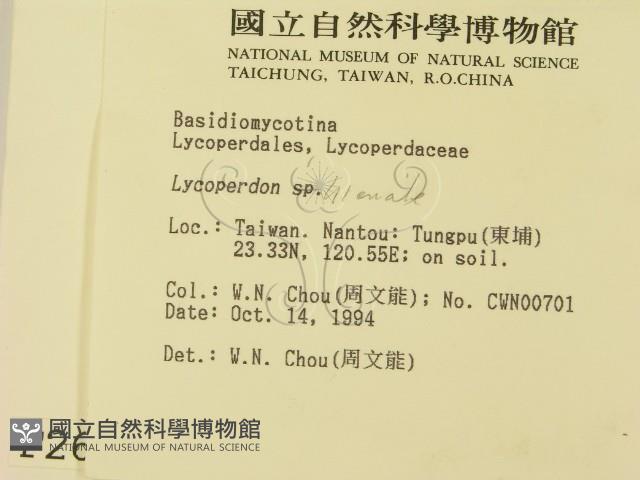 國立自然科學博物館
NATIONAL MUSEUM OF NATURAL SCIENCE
TAICHUNG, TAIWAN, R.O.CHINA
Basidiomycotina
Lycoperdales, Lycoperdaceae
Lycoperdon sp.
Loc.: Taiwan. Nantou: Tungpu(東埔)
23.33N, 120.55E; on soil.
Col.: W.N. Chou(周文能); No. CWN00701
Date: Oct. 14, 1994
Det.: W.N. Chou(周文能)
國立自然科學博物館
NATIONAL MUSEUM OF NATURAL SCIENCE